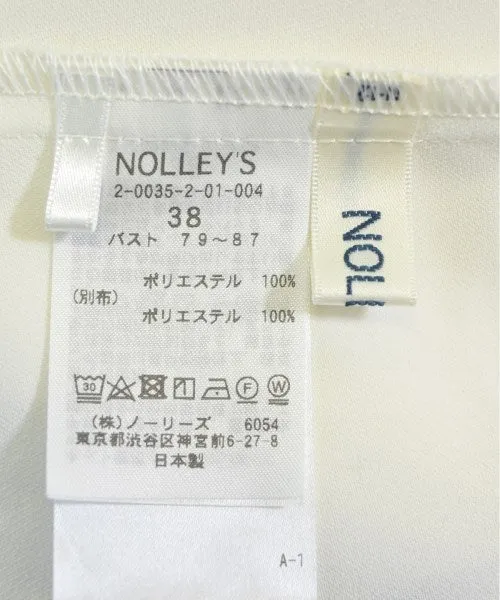 NOLLEY'S
2-0035-2-01-004
38
バスト 79～87
ポリエステル 100%
(別布)
ポリエステル 100%
30
F W
(株)ノーリーズ 6054
東京都渋谷区神宮前6-27-8
日本製
A-1
NOLL